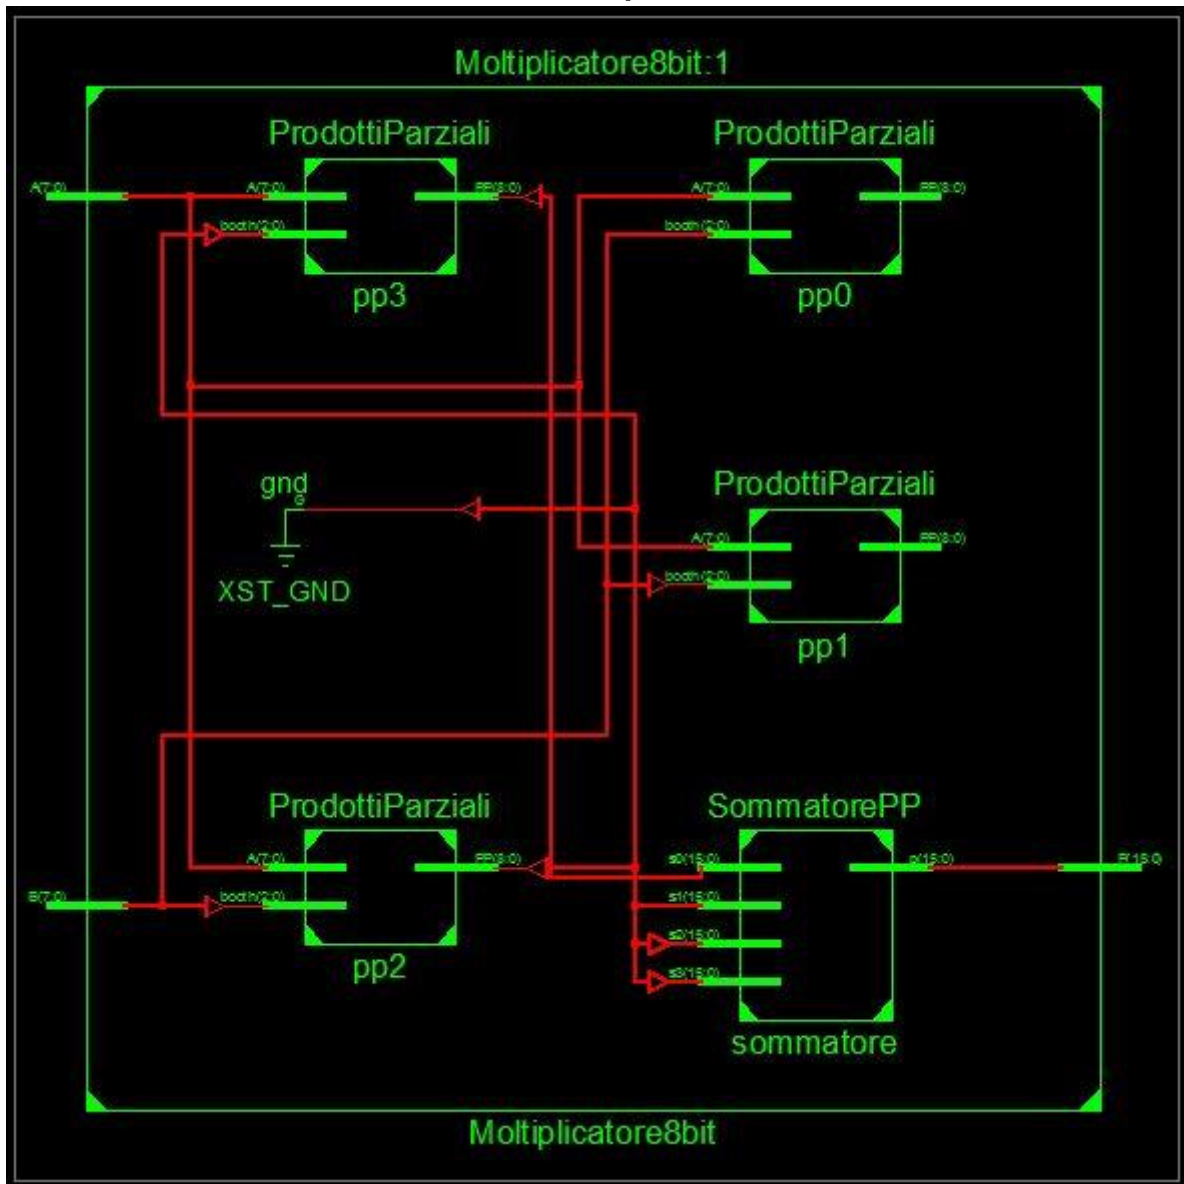 Moltiplicatore8bit:1
ProdottiParziali
ProdottiParziali
A(7:0)
A(7:0)
PP(8:0)
A(7:0)
PP(8:0)
booth(2:0)
booth(2:0)
pp3
pp0
gnd
G
XST_GND
ProdottiParziali
A(7:0)
PP(8:0)
booth(2:0)
pp1
ProdottiParziali
SommatorePP
A(7:0)
PP(8:0)
s0(15:0)
p(15:0)
B(7:0)
booth(2:0)
s1(15:0)
s2(15:0)
s3(15:0)
pp2
sommatore
Moltiplicatore8bit